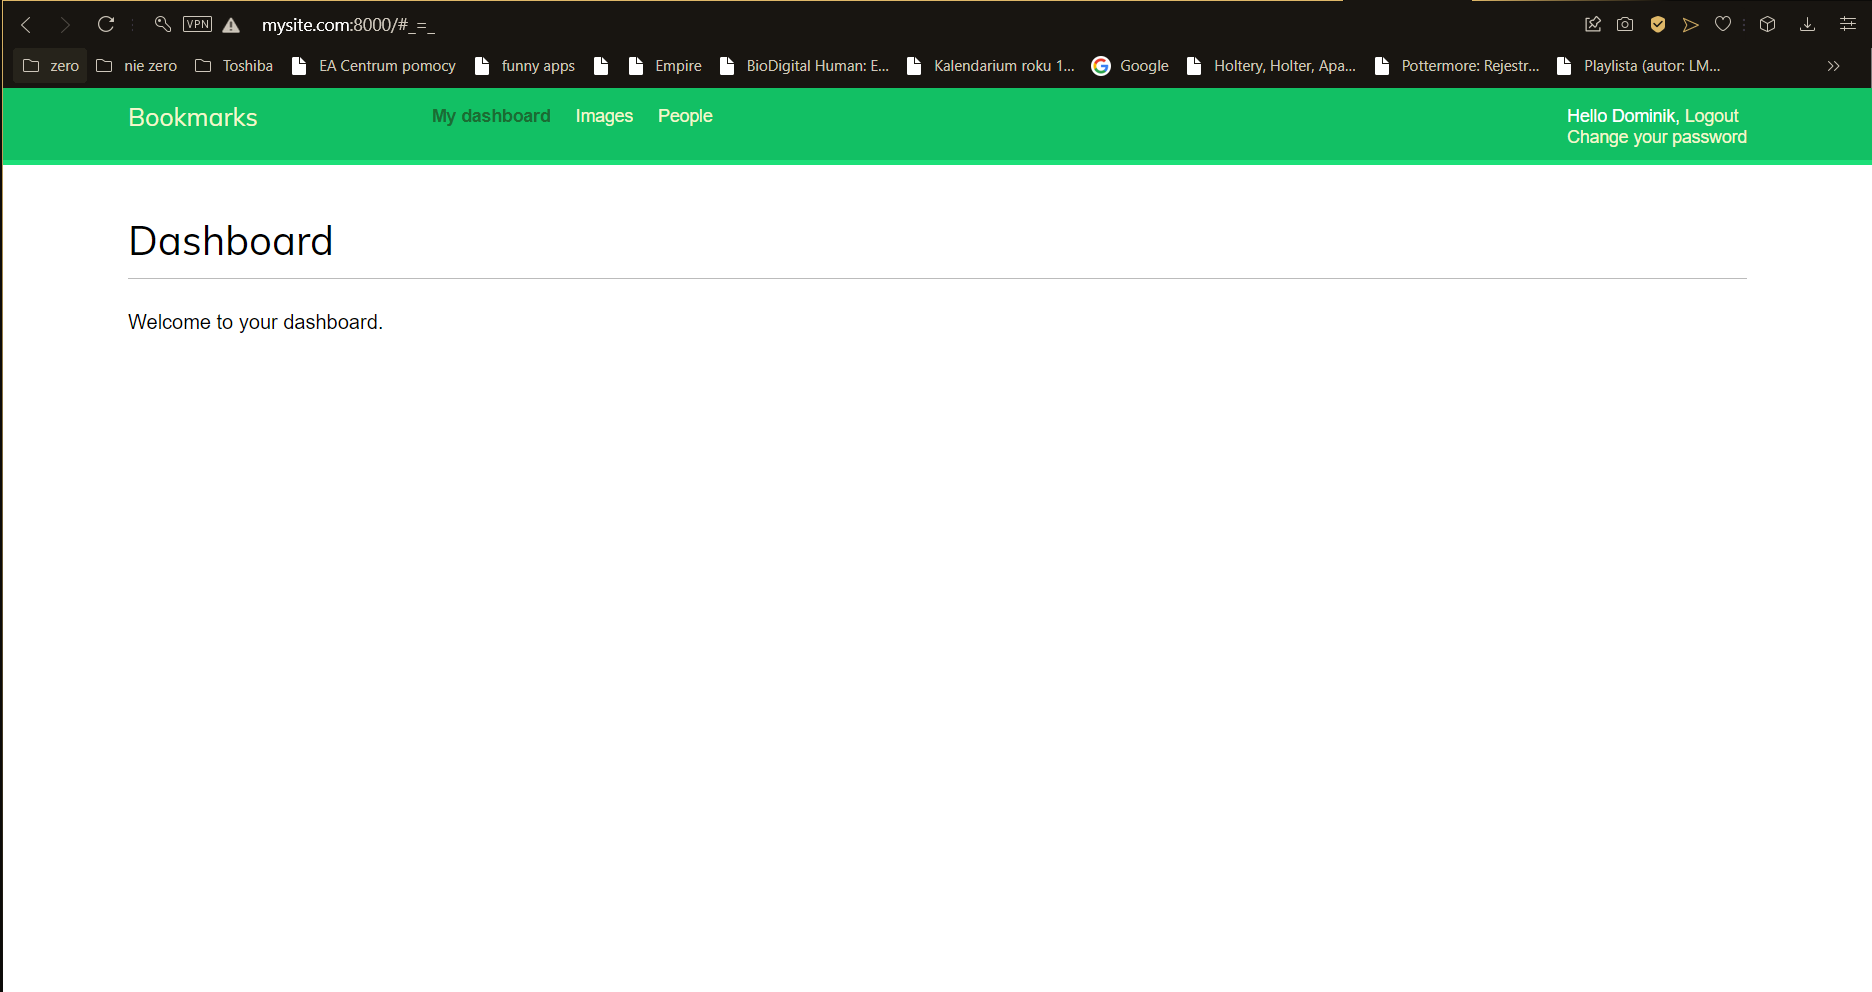 VPN mysite.com:8000/#_=_
zero nie zero Toshiba EA Centrum pomocy funny apps Empire BioDigital Human: E... Kalendarium roku 1... Google Holtery, Holter, Apa... Pottermore: Rejestr... Playlista (autor: LM...
Bookmarks My dashboard Images People Hello Dominik, Logout
Change your password
Dashboard
Welcome to your dashboard.